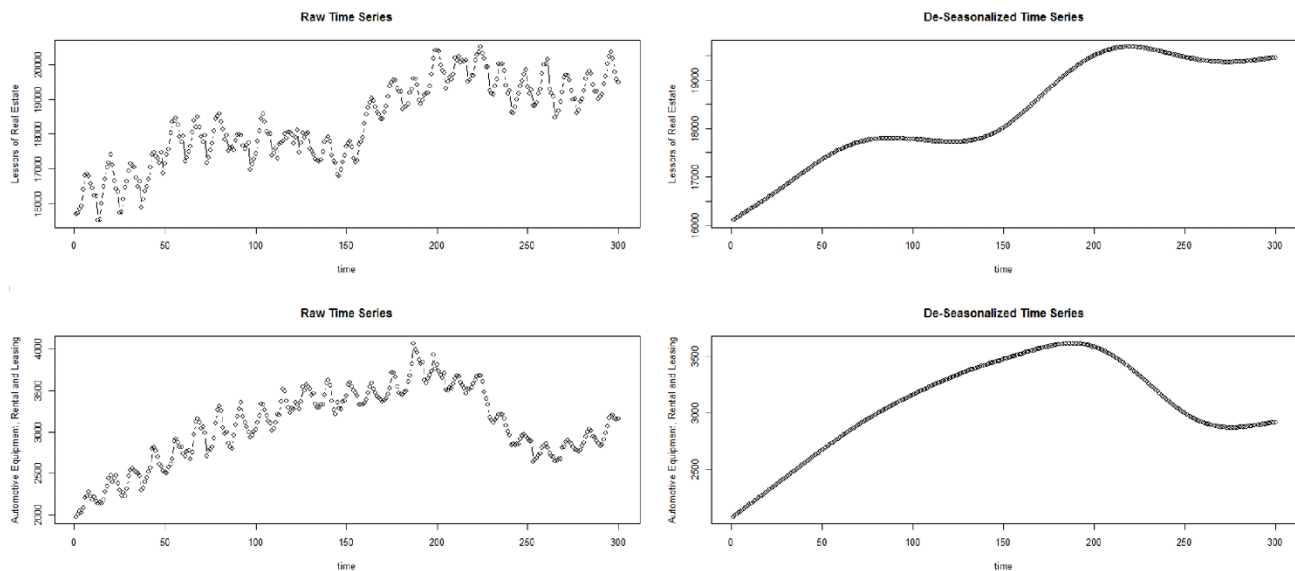 Raw Time Series
Lessors of Real Estate
20000
19000
18000
17000
16000
0 50 100 150 200 250 300
time
De-Seasonalized Time Series
Lessors of Real Estate
19000
18000
17000
16000
0 50 100 150 200 250 300
time
Raw Time Series
Automotive Equipment, Rental and Leasing
4000
3500
3000
2500
2000
0 50 100 150 200 250 300
time
De-Seasonalized Time Series
Automotive Equipment, Rental and Leasing
3500
3000
2500
0 50 100 150 200 250 300
time